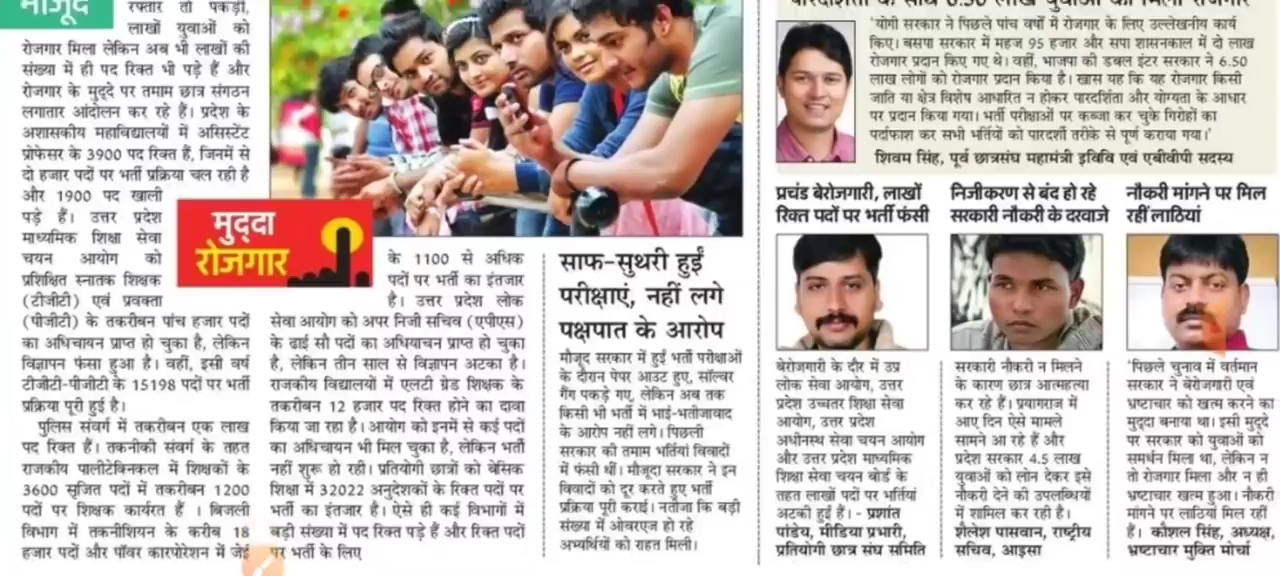 मौजूद
रफ्तार तो पकड़ी,
लाखों युवाओं को
रोजगार मिला लेकिन अब भी लाखों की
संख्या में ही पद रिक्त भी पड़े हैं और
रोजगार के मुद्दे पर तमाम छात्र संगठन
लगातार आंदोलन कर रहे हैं। प्रदेश के
अशासकीय महाविद्यालयों में असिस्टेंट
प्रोफेसर के 3900 पद रिक्त हैं, जिनमें से
दो हजार पदों पर भर्ती प्रक्रिया चल रही है
और 1900 पद खाली
पड़े हैं। उत्तर प्रदेश
माध्यमिक शिक्षा सेवा
चयन आयोग को
प्रशिक्षित स्नातक शिक्षक
(टीजीटी) एवं प्रवक्ता
(पीजीटी) के तकरीबन पांच हजार पदों
का अधिचायन प्राप्त हो चुका है, लेकिन
विज्ञापन फंसा हुआ है। वहीं, इसी वर्ष
टीजीटी-पीजीटी के 15198 पदों पर भर्ती
प्रक्रिया पूरी हुई है।
पुलिस संवर्ग में तकरीबन एक लाख
पद रिक्त हैं। तकनीकी संवर्ग के तहत
राजकीय पालीटेक्निकल में शिक्षकों के
3600 सृजित पदों में तकरीबन 1200
पदों पर शिक्षक कार्यरत हैं । बिजली
विभाग में तकनीशियन के करीब 18
हजार पदों और पॉवर कारपोरेशन में जेई
मुद्दा
रोजगार
के 1100 से अधिक
पदों पर भर्ती का इंतजार
है। उत्तर प्रदेश लोक
सेवा आयोग को अपर निजी सचिव (एपीएस)
के ढाई सौ पदों का अधियाचन प्राप्त हो चुका
है, लेकिन तीन साल से विज्ञापन अटका है।
राजकीय विद्यालयों में एलटी ग्रेड शिक्षक के
तकरीबन 12 हजार पद रिक्त होने का दावा
किया जा रहा है। आयोग को इनमें से कई पदों
का अधिचायन भी मिल चुका है, लेकिन भर्ती
नहीं शुरू हो रही। प्रतियोगी छात्रों को बेसिक
शिक्षा में 32022 अनुदेशकों के रिक्त पदों पर
भर्ती का इंतजार है। ऐसे ही कई विभागों में
बड़ी संख्या में पद रिक्त पड़े हैं और रिक्त पदों
पर भर्ती के लिए
साफ-सुथरी हुईं
परीक्षाएं, नहीं लगे
पक्षपात के आरोप
मौजूद सरकार में हुई भर्ती परीक्षाओं
के दौरान पेपर आउट हुए, सॉल्वर
गैंग पकड़े गए, लेकिन अब तक
किसी भी भर्ती में भाई-भतीजावाद
के आरोप नहीं लगे। पिछली
सरकार की तमाम भर्तियां विवादों
में फंसी थीं। मौजूदा सरकार ने इन
विवादों को दूर करते हुए भर्ती
प्रक्रिया पूरी कराई। नतीजा कि बड़ी
संख्या में ओवरएज हो रहे
अभ्यर्थियों को राहत मिली।
पारदर्शिता के साथ 6.50 लाख युवाओं को मिला रोजगार
'योगी सरकार ने पिछले पांच वर्षों में रोजगार के लिए उल्लेखनीय कार्य
किए। बसपा सरकार में महज 95 हजार और सपा शासनकाल में दो लाख
रोजगार प्रदान किए गए थे। वहीं, भाजपा की डबल इंटर सरकार ने 6.50
लाख लोगों को रोजगार प्रदान किया है। खास यह कि यह रोजगार किसी
जाति या क्षेत्र विशेष आधारित न होकर पारदर्शिता और योग्यता के आधार
पर प्रदान किया गया। भर्ती परीक्षाओं पर कब्जा कर चुके गिरोहों का
पर्दाफाश कर सभी भर्तियों को पारदर्शी तरीके से पूर्ण कराया गया।'
शिवम सिंह, पूर्व छात्रसंघ महामंत्री इविवि एवं एबीवीपी सदस्य
प्रचंड बेरोजगारी, लाखों
रिक्त पदों पर भर्ती फंसी
बेरोजगारी के दौर में उप्र
लोक सेवा आयोग, उत्तर
प्रदेश उच्चतर शिक्षा सेवा
आयोग, उत्तर प्रदेश
अधीनस्थ सेवा चयन आयोग
और उत्तर प्रदेश माध्यमिक
शिक्षा सेवा चयन बोर्ड के
तहत लाखों पदों पर भर्तियां
अटकी हुई हैं। - प्रशांत
पांडेय, मीडिया प्रभारी,
प्रतियोगी छात्र संघ समिति
निजीकरण से बंद हो रहे
सरकारी नौकरी के दरवाजे
सरकारी नौकरी न मिलने
के कारण छात्र आत्महत्या
कर रहे हैं। प्रयागराज में
आए दिन ऐसे मामले
सामने आ रहे हैं और
प्रदेश सरकार 4.5 लाख
युवाओं को लोन देकर इसे
नौकरी देने की उपलब्धियों
में शामिल कर रही है।
शैलेश पासवान, राष्ट्रीय
सचिव, आइसा
नौकरी मांगने पर मिल
रहीं लाठियां
'पिछले चुनाव में वर्तमान
सरकार ने बेरोजगारी एवं
भ्रष्टाचार को खत्म करने का
मुद्दा बनाया था। इसी मुद्दे
पर सरकार को युवाओं को
समर्थन मिला था, लेकिन न
तो रोजगार मिला और न ही
भ्रष्टाचार खत्म हुआ। नौकरी
मांगने पर लाठियां मिल रहीं
हैं। कौशल सिंह, अध्यक्ष,
भ्रष्टाचार मुक्ति मोर्चा